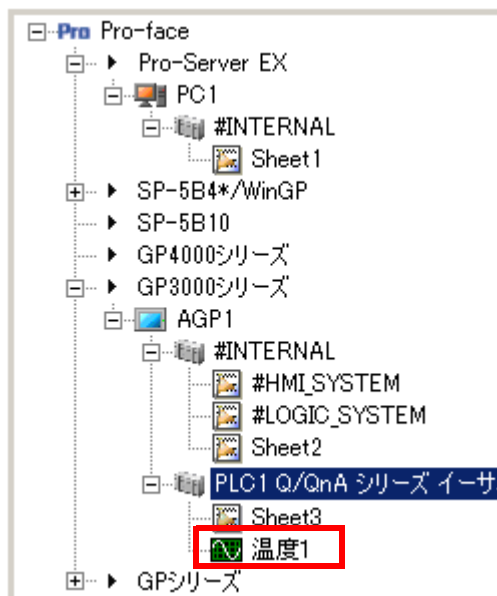 Pro Pro-face
Pro-Server EX
PC1
#INTERNAL
Sheet1
SP-5B4*/WinGP
SP-5B10
GP4000シリーズ
GP3000シリーズ
AGP1
#INTERNAL
#HMI_SYSTEM
#LOGIC_SYSTEM
Sheet2
PLC1 Q/QnA シリーズ イーサ
Sheet3
温度1
GPシリーズ